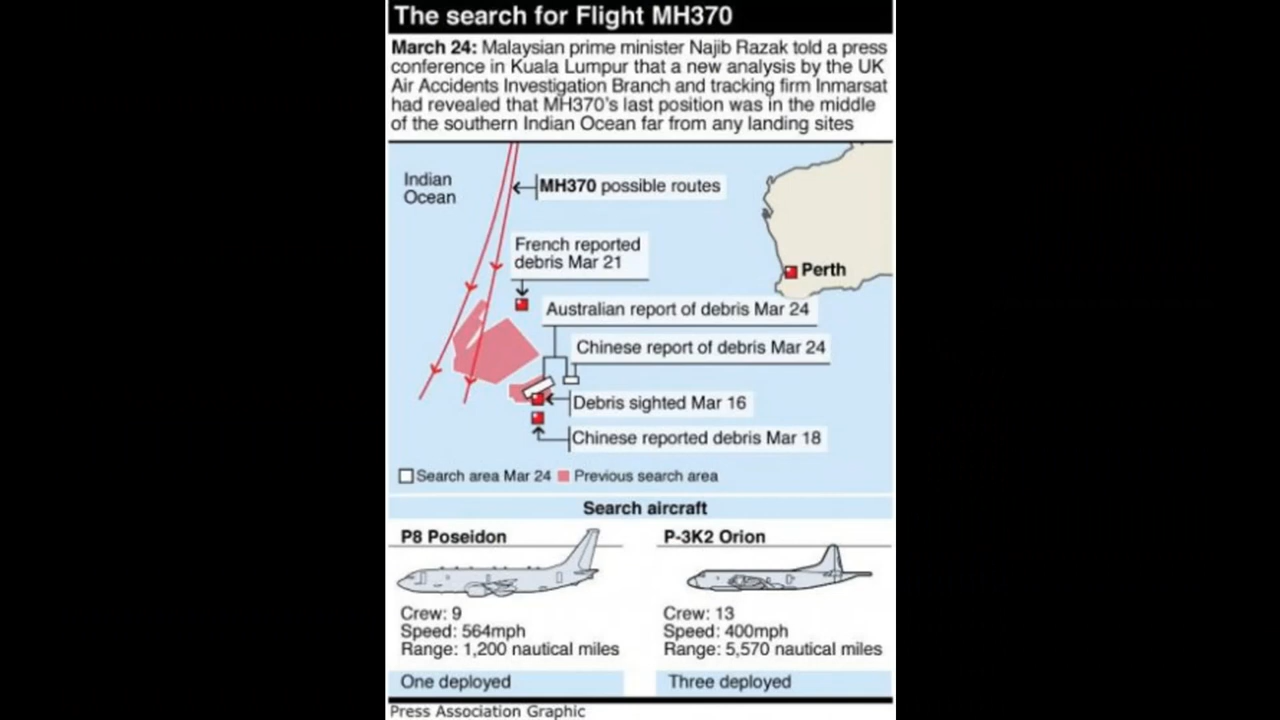 The search for Flight MH370
March 24: Malaysian prime minister Najib Razak told a press
conference in Kuala Lumpur that a new analysis by the UK
Air Accidents Investigation Branch and tracking firm Inmarsat
had revealed that MH370's last position was in the middle
of the southern Indian Ocean far from any landing sites
Indian
Ocean
MH370 possible routes
French reported
debris Mar 21
Perth
Australian report of debris Mar 24
Chinese report of debris Mar 24
Debris sighted Mar 16
Chinese reported debris Mar 18
Search area Mar 24
Previous search area
Search aircraft
P8 Poseidon
Crew: 9
Speed: 564mph
Range: 1,200 nautical miles
One deployed
P-3K2 Orion
Crew: 13
Speed: 400mph
Range: 5,570 nautical miles
Three deployed
Press Association Graphic